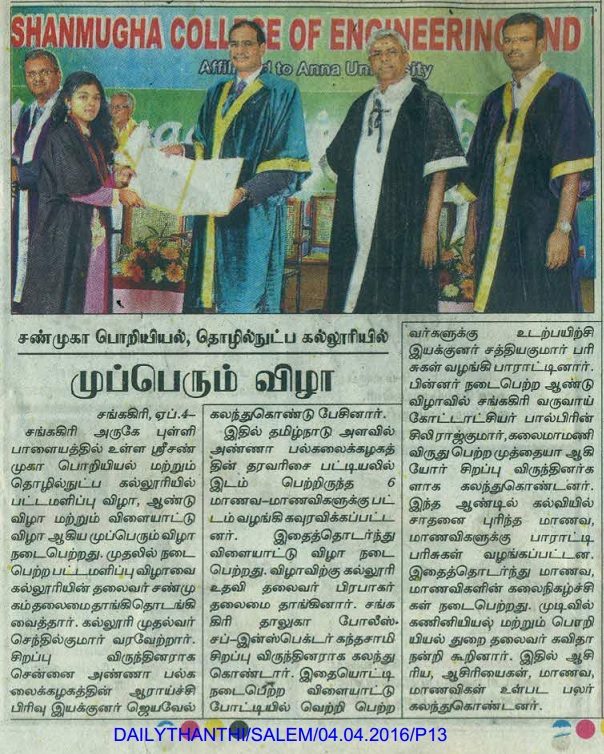 SHANMUGHA COLLEGE OF ENGINEERING AND
Affiliated to Anna University
சண்முகா பொறியியல், தொழில்நுட்ப கல்லூரியில்
முப்பெரும் விழா
சங்ககிரி, ஏப்.4–
சங்ககிரி அருகே புள்ளி
பாளையத்தில் உள்ள ஸ்ரீசண்
முகா பொறியியல் மற்றும்
தொழில்நுட்ப கல்லூரியில்
பட்டமளிப்பு விழா, ஆண்டு
விழா மற்றும் விளையாட்டு
விழா ஆகிய முப்பெரும் விழா
நடைபெற்றது. முதலில் நடை
பெற்ற பட்டமளிப்பு விழாவை
கல்லூரியின் தலைவர் சண்மு
கம் தலைமை தாங்கி தொடங்கி
வைத்தார். கல்லூரி முதல்வர்
செந்தில்குமார் வரவேற்றார்.
சிறப்பு விருந்தினராக
சென்னை அண்ணா பல்க
லைக்கழகத்தின் ஆராய்ச்சி
பிரிவு இயக்குனர் ஜெயவேல்
கலந்துகொண்டு பேசினார்.
இதில் தமிழ்நாடு அளவில்
அண்ணா பல்கலைக்கழகத்
தின் தரவரிசை பட்டியலில்
இடம் பெற்றிருந்த 6
மாணவ–மாணவிகளுக்கு பட்
டம் வழங்கி கவுரவிக்கப்பட்ட
னர். இதைத்தொடர்ந்து
விளையாட்டு விழா நடை
பெற்றது. விழாவிற்கு கல்லூரி
உதவி தலைவர் பிரபாகர்
தலைமை தாங்கினார். சங்க
கிரி தாலுகா போலீஸ்
சப்–இன்ஸ்பெக்டர் கந்தசாமி
சிறப்பு விருந்தினராக கலந்து
கொண்டார். இதையொட்டி
நடைபெற்ற விளையாட்டு
போட்டியில் வெற்றி பெற்ற
வர்களுக்கு உடற்பயிற்சி
இயக்குனர் சத்தியகுமார் பரி
சுகள் வழங்கி பாராட்டினார்.
பின்னர் நடைபெற்ற ஆண்டு
விழாவில் சங்ககிரி வருவாய்
கோட்டாட்சியர் பால்பிரின்
சிலி ராஜ்குமார், கலைமாமணி
விருது பெற்ற முத்தையா ஆகி
யோர் சிறப்பு விருந்தினர்க
ளாக கலந்துகொண்டனர்.
இந்த ஆண்டில் கல்வியில்
சாதனை புரிந்த மாணவ,
மாணவிகளுக்கு பாராட்டி
பரிசுகள் வழங்கப்பட்டன.
இதைத்தொடர்ந்து மாணவ,
மாணவிகளின் கலைநிகழ்ச்சி
கள் நடைபெற்றது. முடிவில்
கணினியியல் மற்றும் பொறி
யியல் துறை தலைவர் கவிதா
நன்றி கூறினார். இதில் ஆசி
ரிய, ஆசிரியைகள், மாணவ,
மாணவிகள் உள்பட பலர்
கலந்துகொண்டனர்.
DAILYTHANTHI/SALEM/04.04.2016/P13